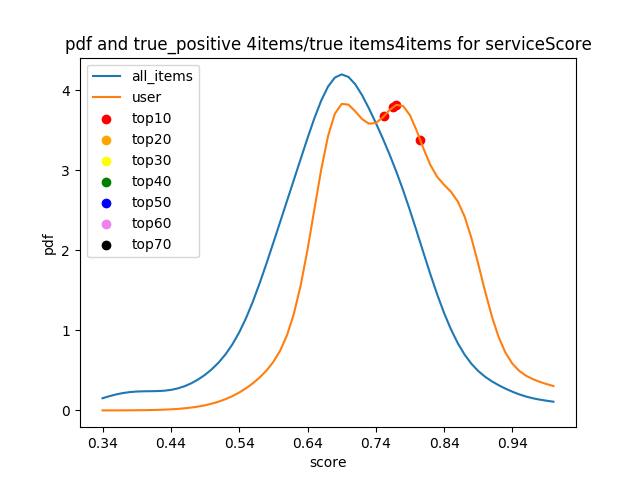 pdf and true_positive 4items/true items4items for serviceScore
all_items
user
top10
top20
top30
top40
top50
top60
top70
pdf
4
3
2
1
0
0.34 0.44 0.54 0.64 0.74 0.84 0.94
score